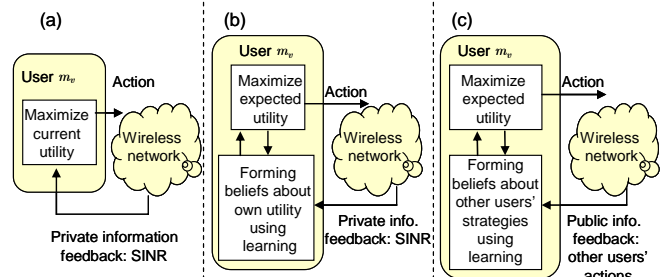 (a)
User m_v
Action
Maximize
current
utility
Wireless
network
Private information
feedback: SINR
(b)
User m_v
Maximize
expected
utility
Action
Wireless
network
Forming
beliefs about
own utility
using
learning
Private info.
feedback: SINR
(c)
User m_v
Maximize
expected
utility
Action
Wireless
network
Forming
beliefs about
other users'
strategies
using
learning
Public info.
feedback:
other users'
actions